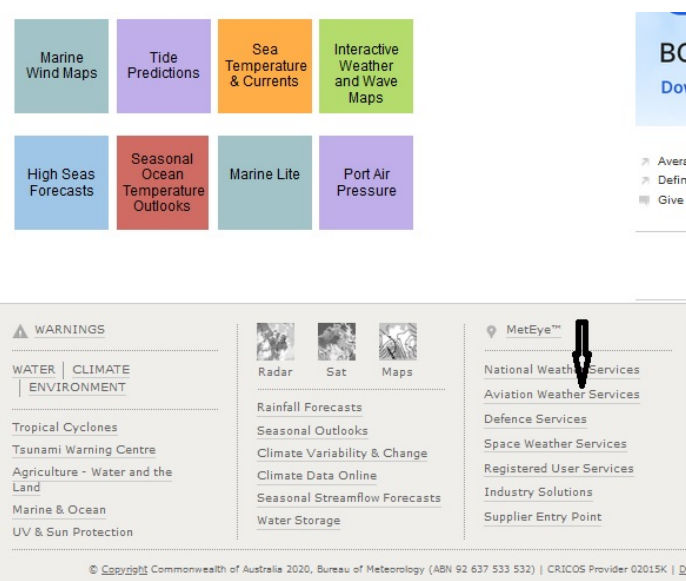 Marine
Wind Maps
Tide
Predictions
Sea
Temperature
& Currents
Interactive
Weather
and Wave
Maps
High Seas
Forecasts
Seasonal
Ocean
Temperature
Outlooks
Marine Lite
Port Air
Pressure
Give
WARNINGS
WATER | CLIMATE
| ENVIRONMENT
Tropical Cyclones
Tsunami Warning Centre
Agriculture - Water and the
Land
Marine & Ocean
UV & Sun Protection
Radar Sat Maps
Rainfall Forecasts
Seasonal Outlooks
Climate Variability & Change
Climate Data Online
Seasonal Streamflow Forecasts
Water Storage
MetEye™
National Weather Services
Aviation Weather Services
Defence Services
Space Weather Services
Registered User Services
Industry Solutions
Supplier Entry Point
© Copyright Commonwealth of Australia 2020, Bureau of Meteorology (ABN 92 637 533 532) | CRICOS Provider 02015K |